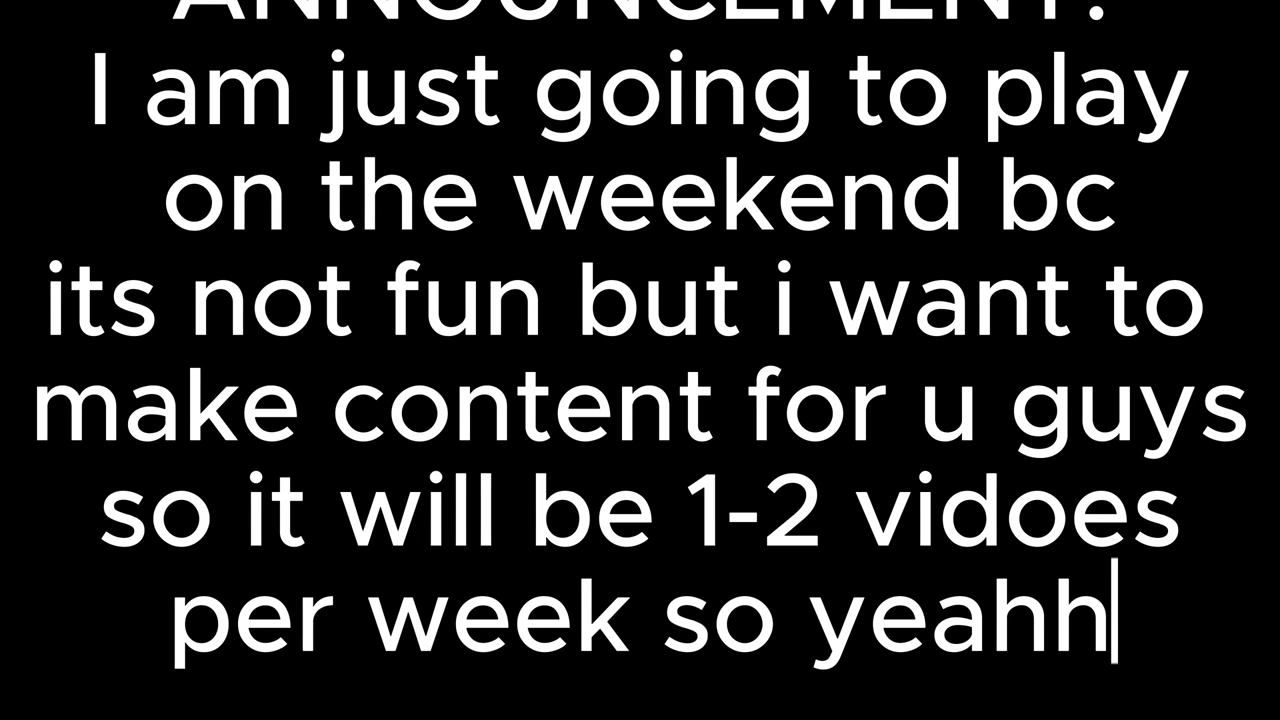 ANNOUNCEMENT:
I am just going to play
on the weekend bc
its not fun but i want to
make content for u guys
so it will be 1-2 vidoes
per week so yeahh